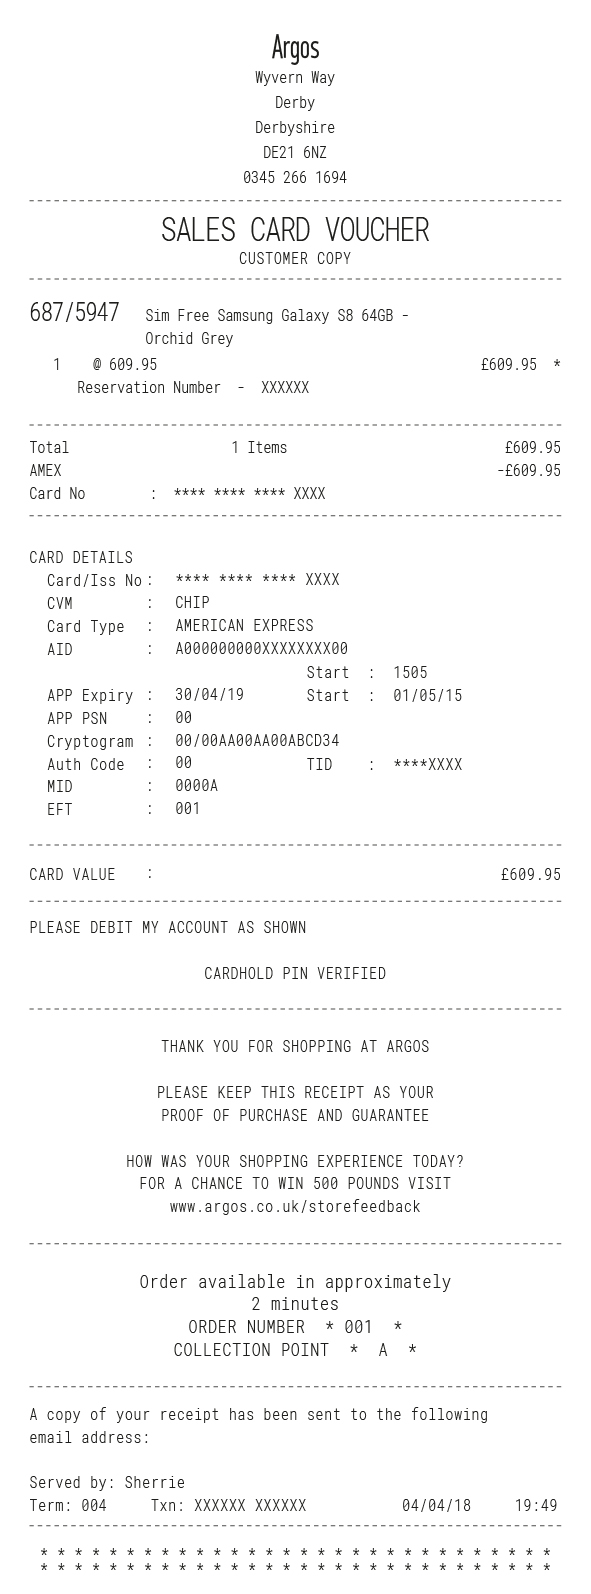 Argos
Wyvern Way
Derby
Derbyshire
DE21 6NZ
0345 266 1694
SALES CARD VOUCHER
CUSTOMER COPY
687/5947 Sim Free Samsung Galaxy S8 64GB -
Orchid Grey
1 @ 609.95 £609.95 *
Reservation Number - XXXXXX
Total 1 Items £609.95
AMEX -£609.95
Card No : **** **** **** XXXX
CARD DETAILS
Card/Iss No : **** **** **** XXXX
CVM : CHIP
Card Type : AMERICAN EXPRESS
AID : A000000000XXXXXXXX00
Start : 1505
APP Expiry : 30/04/19 Start : 01/05/15
APP PSN : 00
Cryptogram : 00/00AA00AA00ABCD34
Auth Code : 00 TID : ****XXXX
MID : 0000A
EFT : 001
CARD VALUE : £609.95
PLEASE DEBIT MY ACCOUNT AS SHOWN
CARDHOLD PIN VERIFIED
THANK YOU FOR SHOPPING AT ARGOS
PLEASE KEEP THIS RECEIPT AS YOUR
PROOF OF PURCHASE AND GUARANTEE
HOW WAS YOUR SHOPPING EXPERIENCE TODAY?
FOR A CHANCE TO WIN 500 POUNDS VISIT
www.argos.co.uk/storefeedback
Order available in approximately
2 minutes
ORDER NUMBER * 001 *
COLLECTION POINT * A *
A copy of your receipt has been sent to the following
email address:
Served by: Sherrie
Term: 004 Txn: XXXXXX XXXXXX 04/04/18 19:49
* * * * * * * * * * * * * * * * * * * * * * * * * * * * * *
* * * * * * * * * * * * * * * * * * * * * * * * * * * * * *